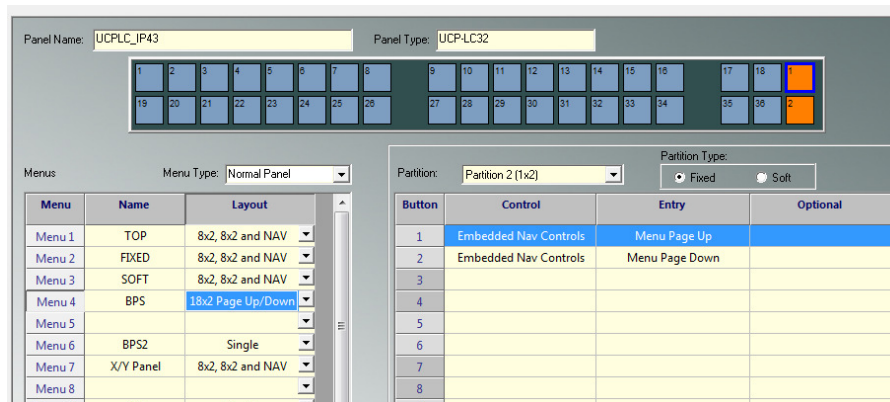 Panel Name: UCPLC_IP43 Panel Type: UCP-LC32
1 2 3 4 5 6 7 8 9 10 11 12 13 14 15 16 17 18 1
19 20 21 22 23 24 25 26 27 28 29 30 31 32 33 34 35 36 2
Menus Menu Type: Normal Panel
Menu Name Layout
Menu 1 TOP 8x2, 8x2 and NAV
Menu 2 FIXED 8x2, 8x2 and NAV
Menu 3 SOFT 8x2, 8x2 and NAV
Menu 4 BPS 18x2 Page Up/Down
Menu 5
Menu 6 BPS2 Single
Menu 7 X/Y Panel 8x2, 8x2 and NAV
Menu 8
Partition: Partition 2 (1x2)
Partition Type:
Fixed Soft
Button Control Entry Optional
1 Embedded Nav Controls Menu Page Up
2 Embedded Nav Controls Menu Page Down
3
4
5
6
7
8